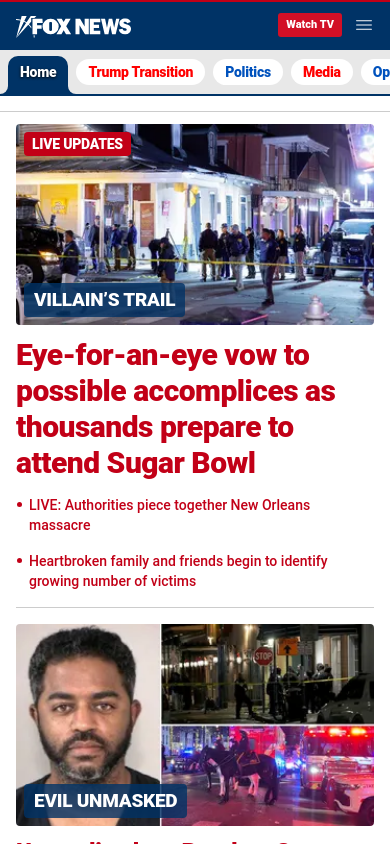 FOX NEWS
Watch TV
Home
Trump Transition
Politics
Media
Op
LIVE UPDATES
VILLAIN'S TRAIL
Eye-for-an-eye vow to
possible accomplices as
thousands prepare to
attend Sugar Bowl
• LIVE: Authorities piece together New Orleans
massacre
• Heartbroken family and friends begin to identify
growing number of victims
STOP
EVIL UNMASKED